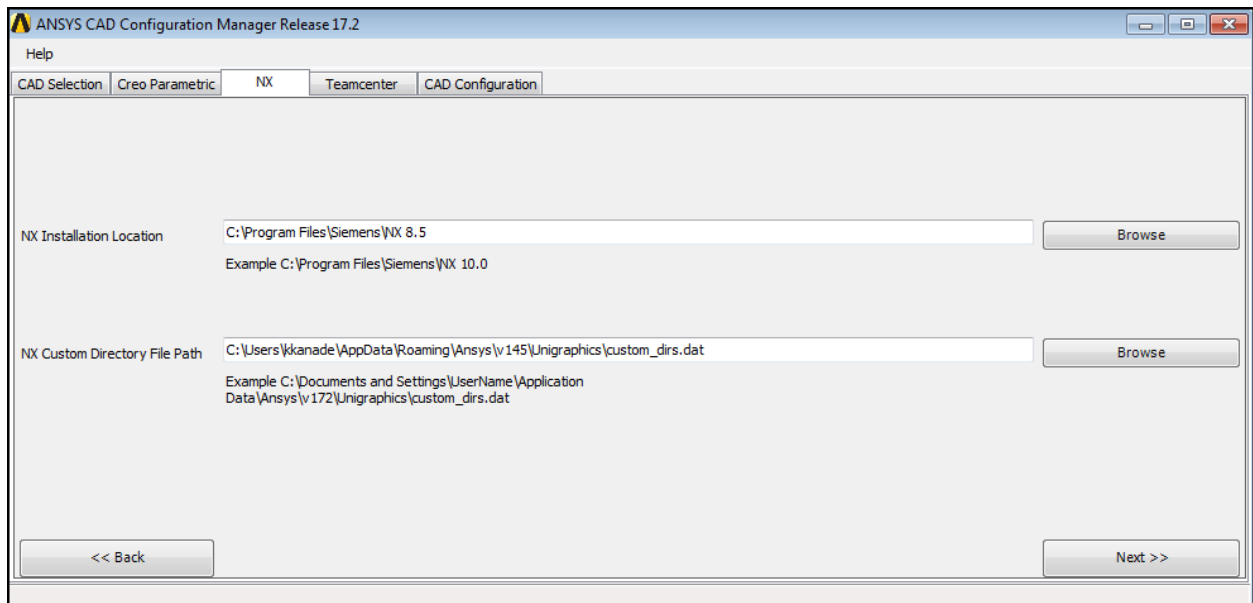 ANSYS CAD Configuration Manager Release 17.2
Help
CAD Selection Creo Parametric NX Teamcenter CAD Configuration
NX Installation Location C:\Program Files\Siemens\NX 8.5 Browse
Example C:\Program Files\Siemens\NX 10.0
NX Custom Directory File Path C:\Users\kkanade\AppData\Roaming\Ansys\v145\Unigraphics\custom_dirs.dat Browse
Example C:\Documents and Settings\UserName\Application
Data\Ansys\v172\Unigraphics\custom_dirs.dat
<< Back Next >>